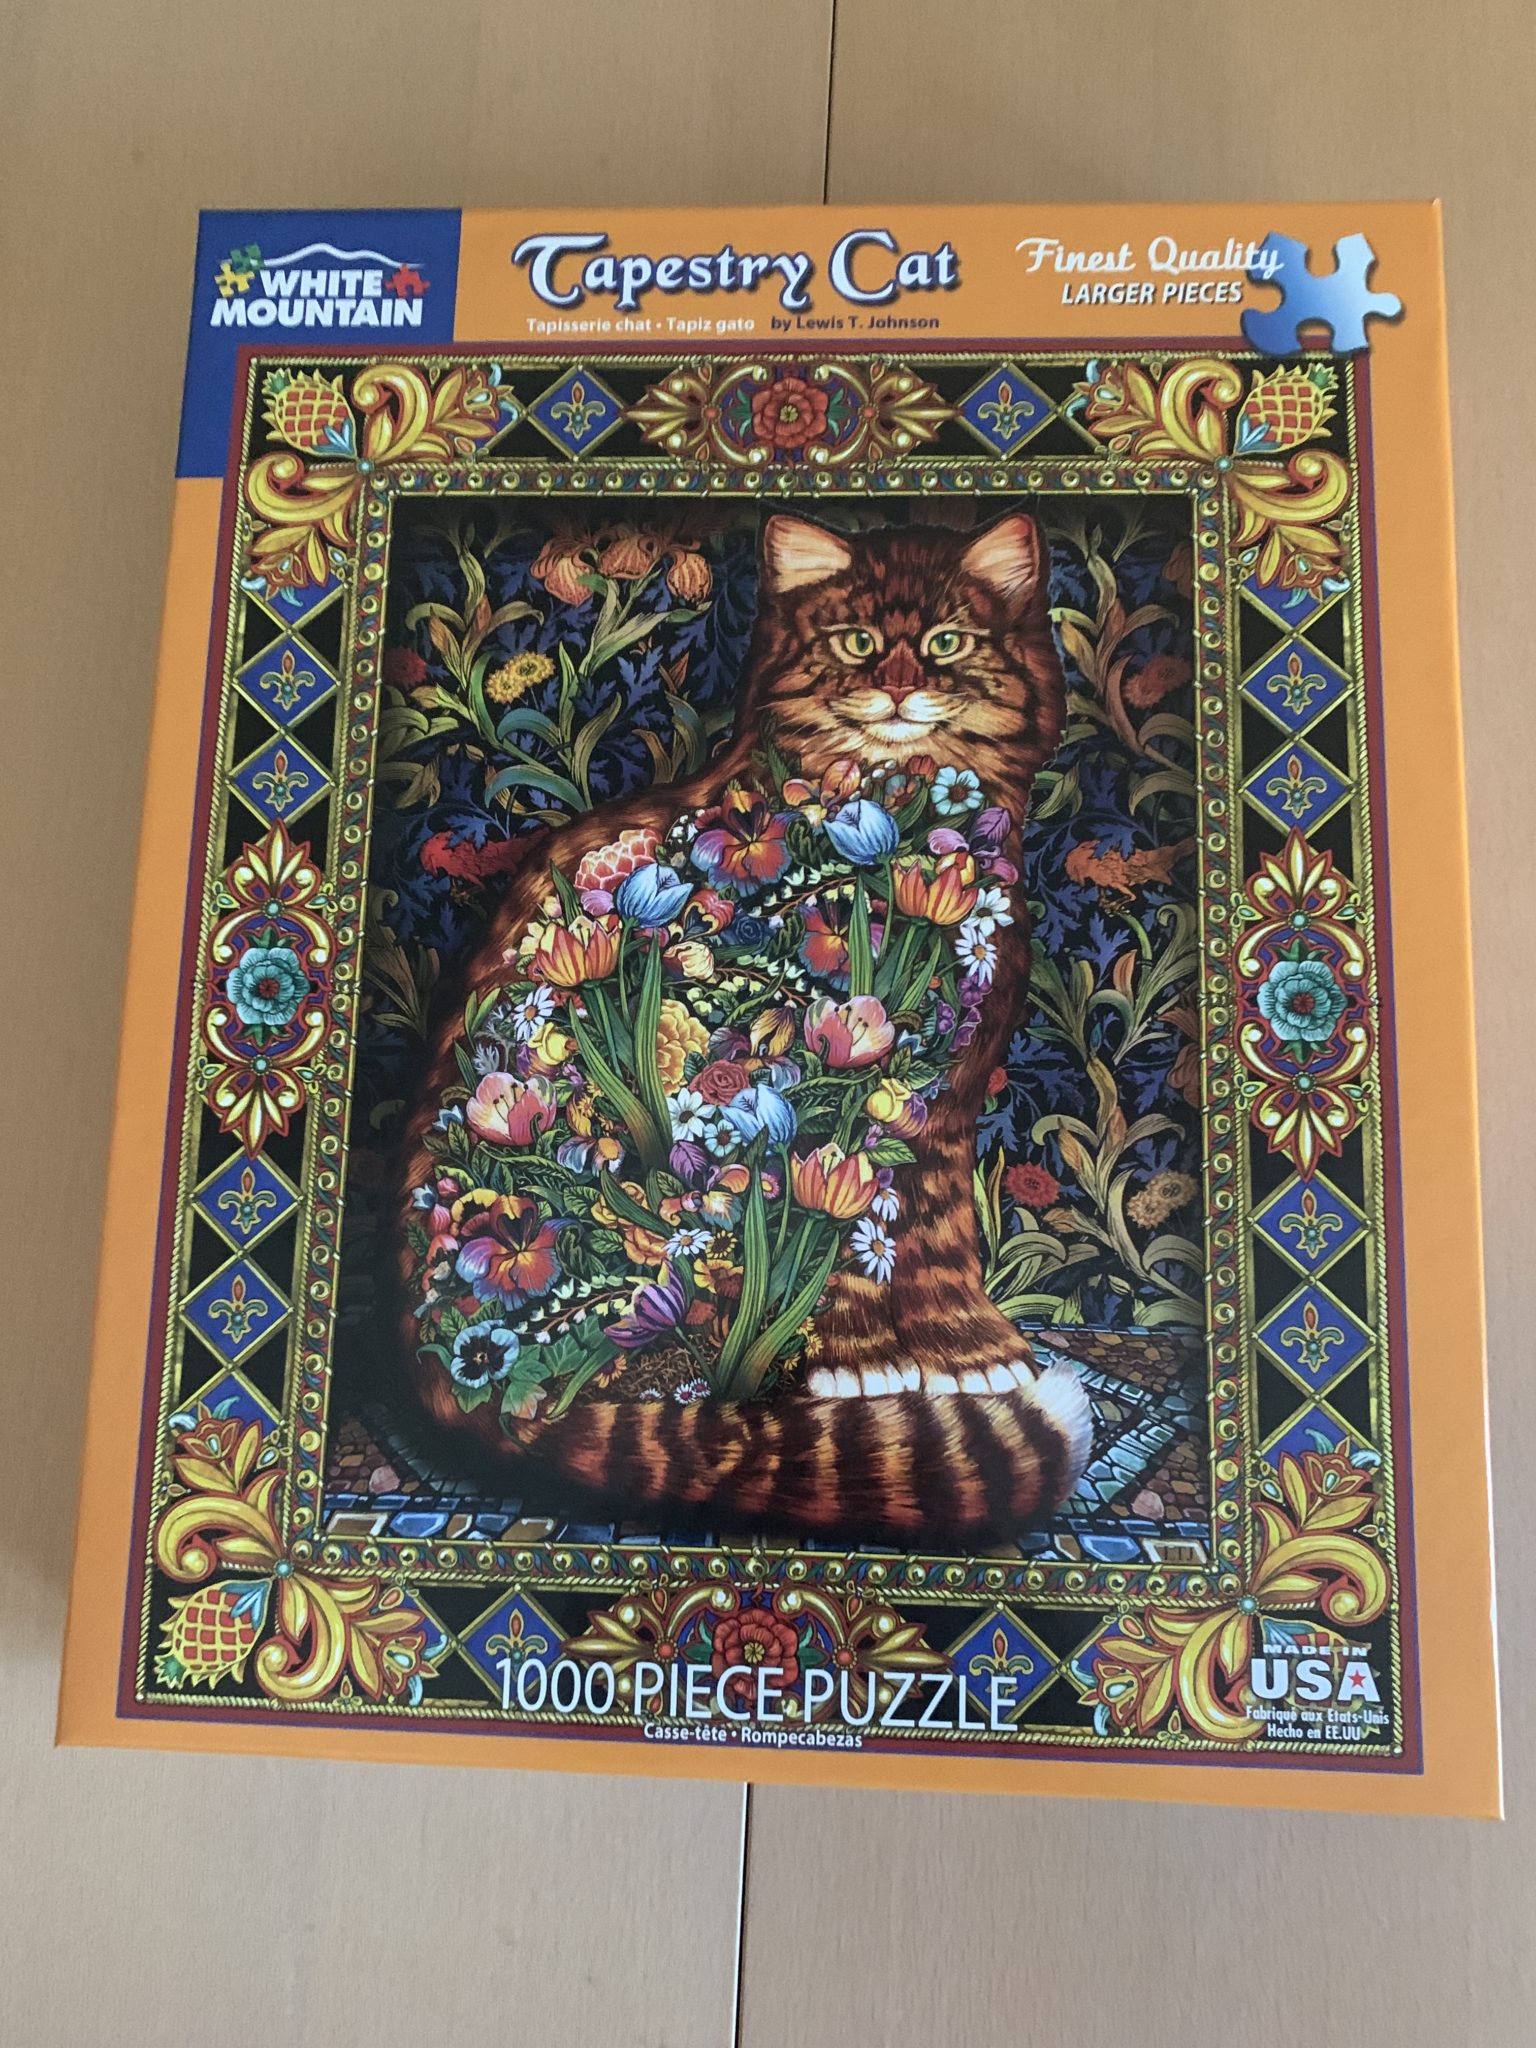 WHITE
MOUNTAIN
Tapestry Cat
Tapisserie chat • Tapiz gato by Lewis T. Johnson
Finest Quality
LARGER PIECES
LTJ
1000 PIECE PUZZLE
Casse-tête • Rompecabezas
MADE IN
USA
Fabriqué aux Etats-Unis
Hecho en EE.UU